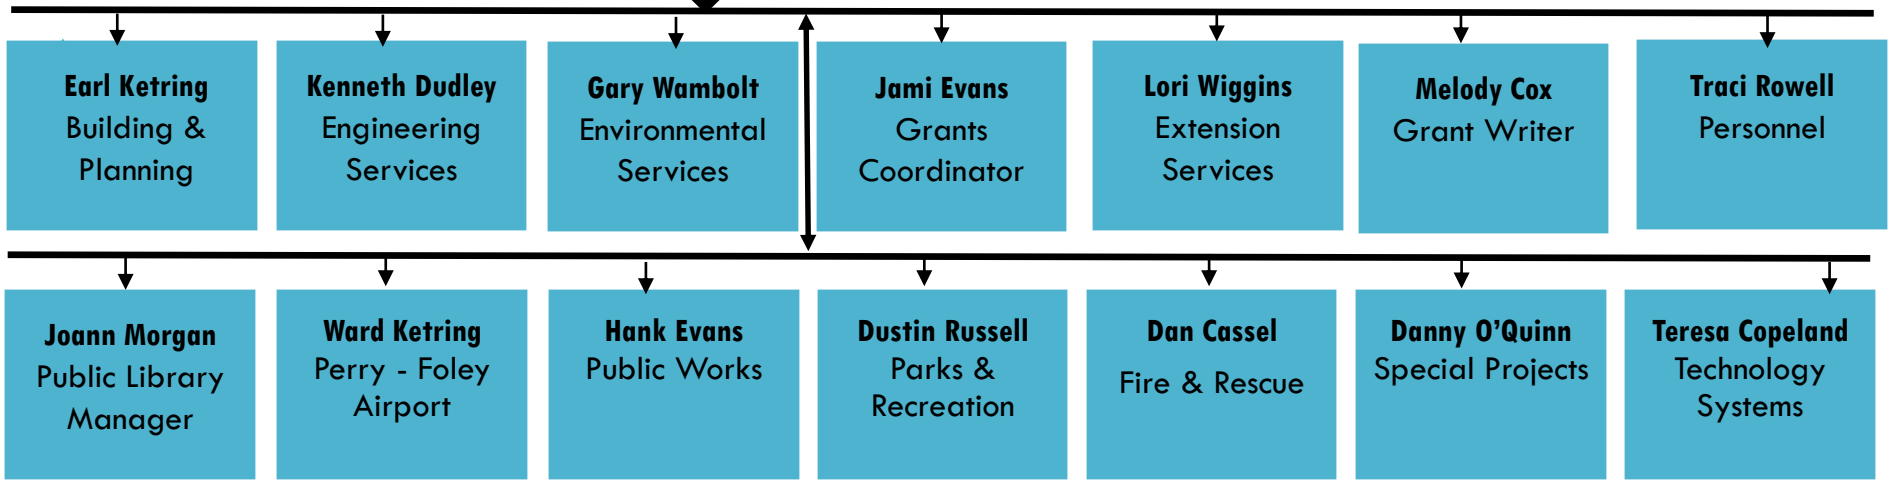 Earl Ketring
Building &
Planning
Kenneth Dudley
Engineering
Services
Gary Wambolt
Environmental
Services
Jami Evans
Grants
Coordinator
Lori Wiggins
Extension
Services
Melody Cox
Grant Writer
Traci Rowell
Personnel
Joann Morgan
Public Library
Manager
Ward Ketring
Perry - Foley
Airport
Hank Evans
Public Works
Dustin Russell
Parks &
Recreation
Dan Cassel
Fire & Rescue
Danny O’Quinn
Special Projects
Teresa Copeland
Technology
Systems